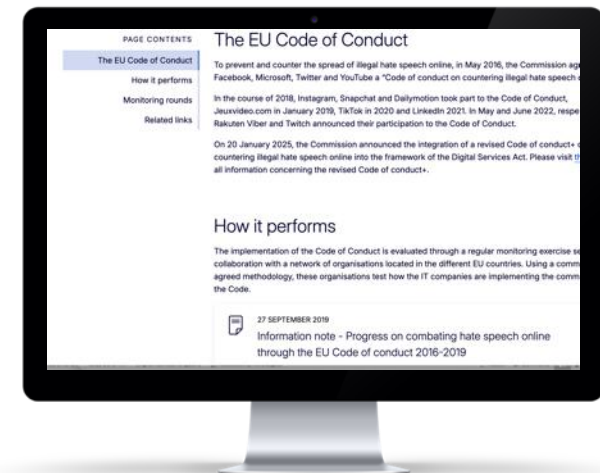 PAGE CONTENTS
The EU Code of Conduct
How it performs
Monitoring rounds
Related links
The EU Code of Conduct
To prevent and counter the spread of illegal hate speech online, in May 2016, the Commission
Facebook, Microsoft, Twitter and YouTube a “Code of conduct on countering illegal hate speech
In the course of 2018, Instagram, Snapchat and Dailymotion took part to the Code of Conduct,
Jeuxvideo.com in January 2019, TikTok in 2020 and LinkedIn 2021. In May and June 2022,
Rakuten Viber and Twitch announced their participation to the Code of Conduct.
On 20 January 2025, the Commission announced the integration of a revised Code of conduct+
countering illegal hate speech online into the framework of the Digital Services Act. Please visit
all information concerning the revised Code of conduct+.
How it performs
The implementation of the Code of Conduct is evaluated through a regular monitoring exercise
collaboration with a network of organisations located in the different EU countries. Using a
agreed methodology, these organisations test how the IT companies are implementing the
the Code.
27 SEPTEMBER 2019
Information note - Progress on combating hate speech online
through the EU Code of conduct 2016-2019